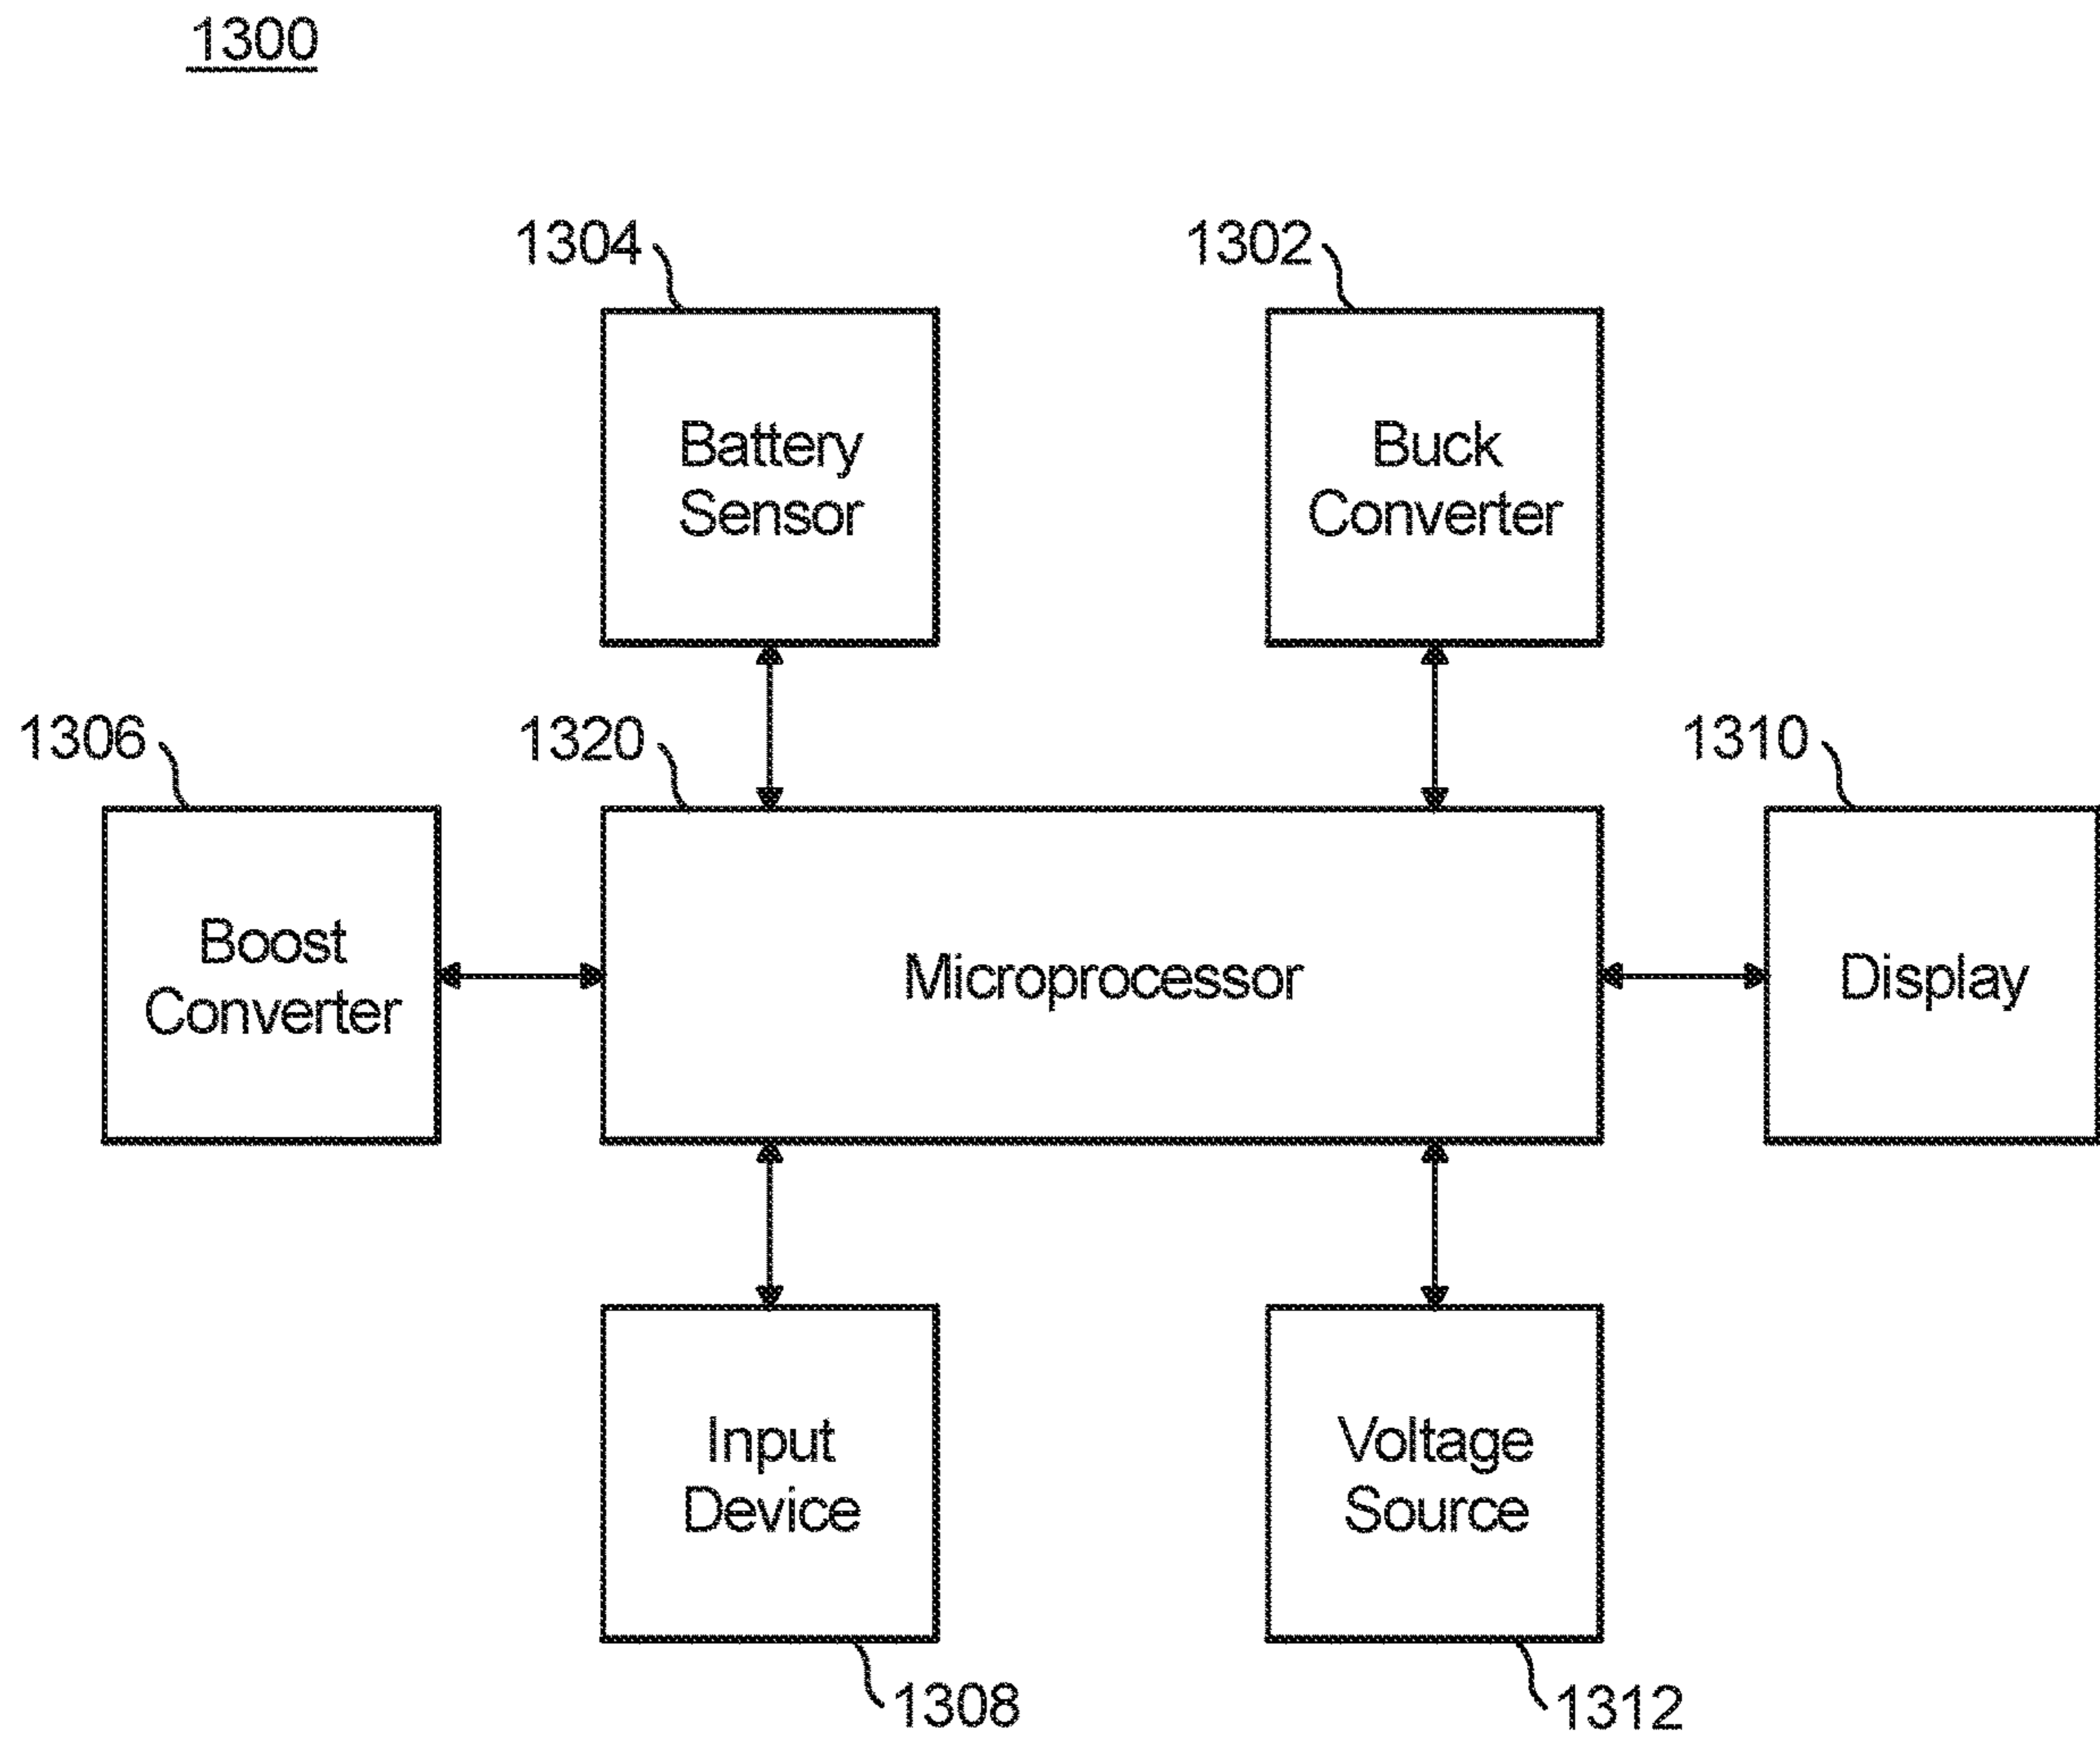 1300
1304
1302
Battery
Sensor
Buck
Converter
1306
1320
1310
Boost
Converter
Microprocessor
Display
Input
Device
Voltage
Source
1308
1312